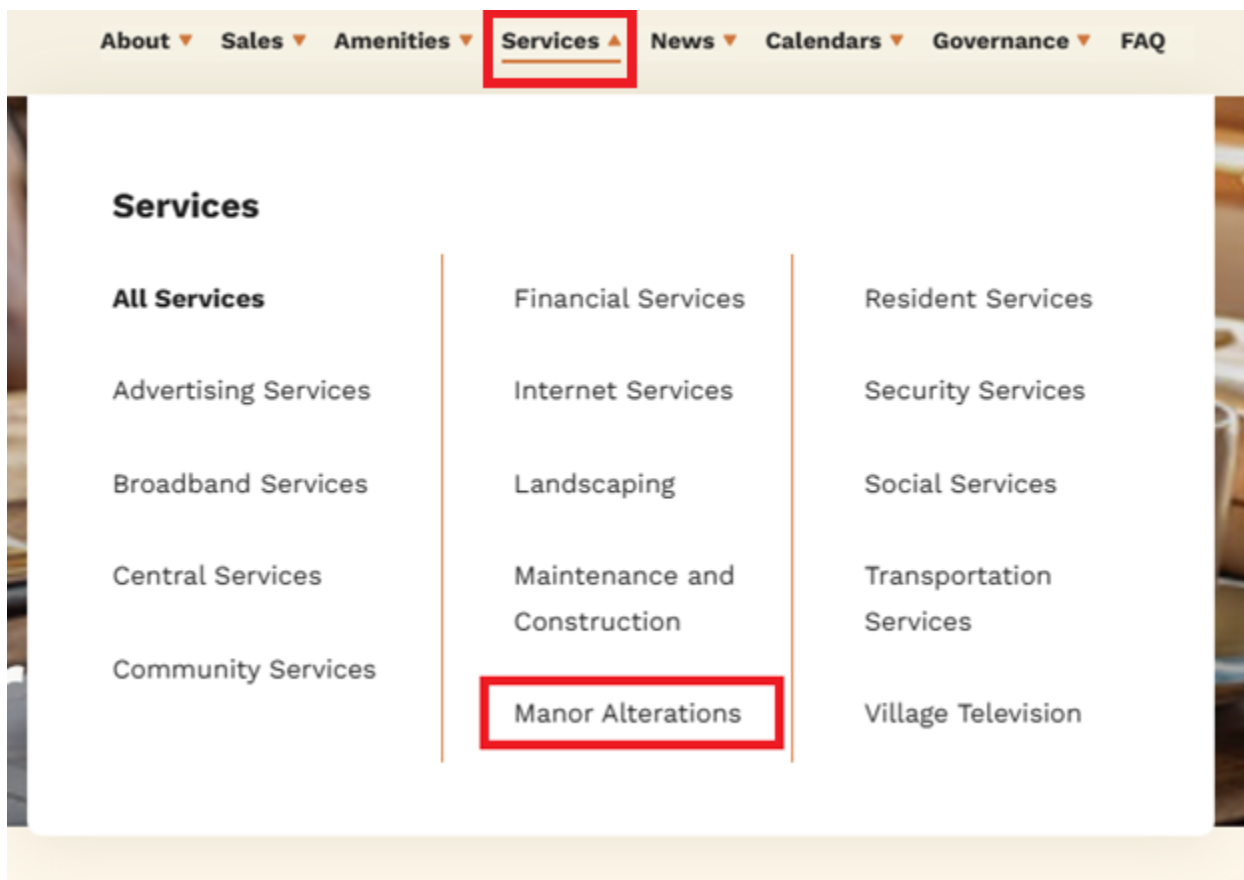 About ▼ Sales ▼ Amenities ▼ Services ▲ News ▼ Calendars ▼ Governance ▼ FAQ
Services
All Services
Advertising Services
Broadband Services
Central Services
Community Services
Financial Services
Internet Services
Landscaping
Maintenance and
Construction
Manor Alterations
Resident Services
Security Services
Social Services
Transportation
Services
Village Television